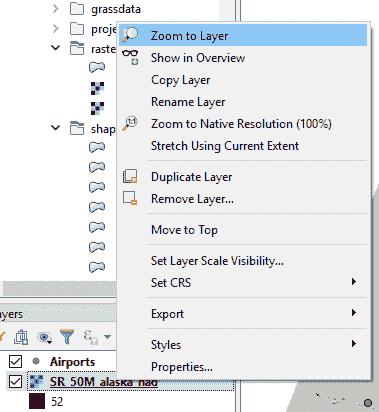 grassdata
proje
raste
shap
Zoom to Layer
Show in Overview
Copy Layer
Rename Layer
Zoom to Native Resolution (100%)
Stretch Using Current Extent
Duplicate Layer
Remove Layer...
Move to Top
Set Layer Scale Visibility...
Set CRS
Export
Styles
Properties...
ayers
Airports
SR_50M_alaska_nad
52